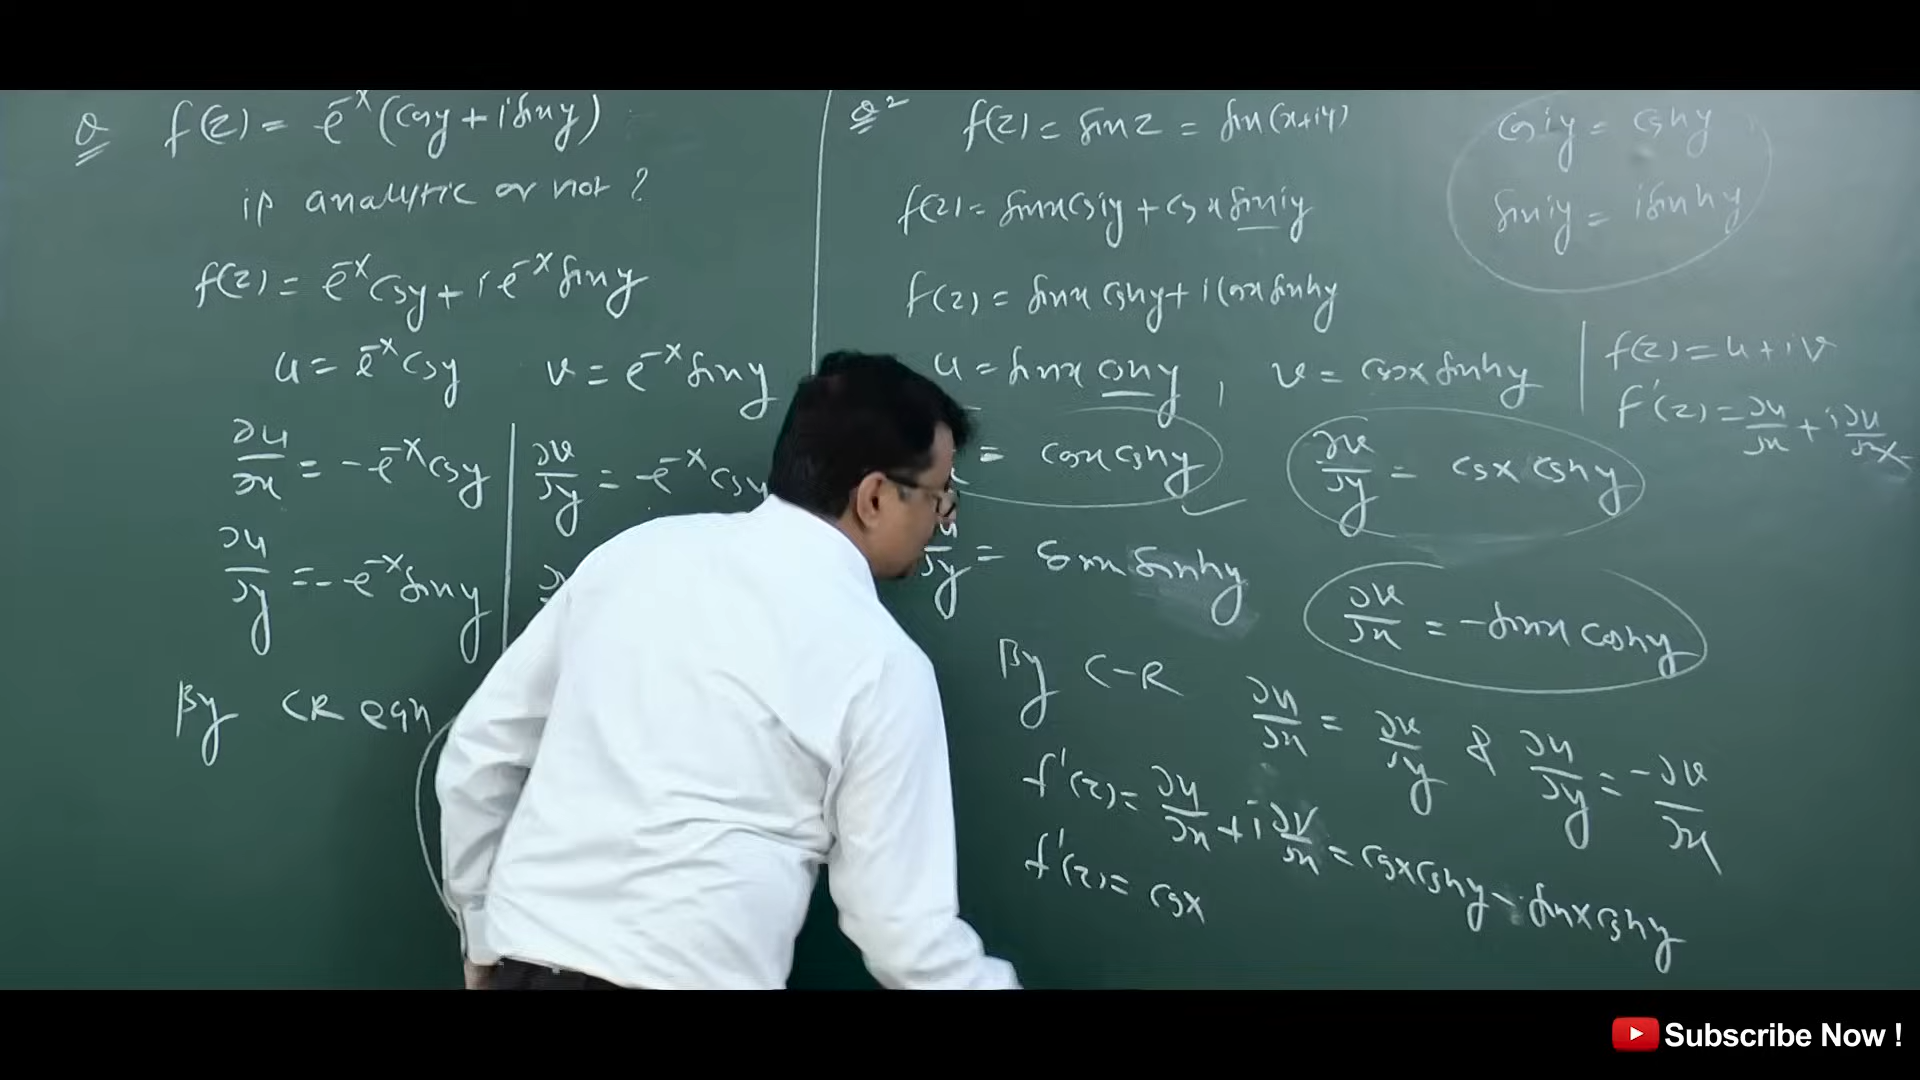 Q f(z) = e^-x (cos y + i sin y)
is analytic or not ?
f(z) = e^-x cos y + i e^-x sin y
u = e^-x cos y v = e^-x sin y
∂u/∂x = -e^-x cos y ∂v/∂y = -e^-x cos y
∂u/∂y = -e^-x sin y
By CR eqn
Q2 f(z) = sin z = sin(x+iy)
f(z) = sin x cos iy + cos x sin iy
f(z) = sin x cosh y + i cos x sinh y
u = sin x cosh y , v = cos x sinh y
= cos x cosh y ∂v/∂y = cos x cosh y
∂u/∂y = sin x sinh y
∂v/∂x = -sin x cosh y
By C-R ∂u/∂x = ∂v/∂y & ∂u/∂y = -∂v/∂x
f'(z) = ∂u/∂x + i ∂v/∂x = cos x cosh y - sin x cosh y
f'(z) = cos x
cos iy = cosh y
sin iy = i sinh y
f(z) = u + iv
f'(z) = ∂u/∂x + i ∂v/∂x =
Subscribe Now !